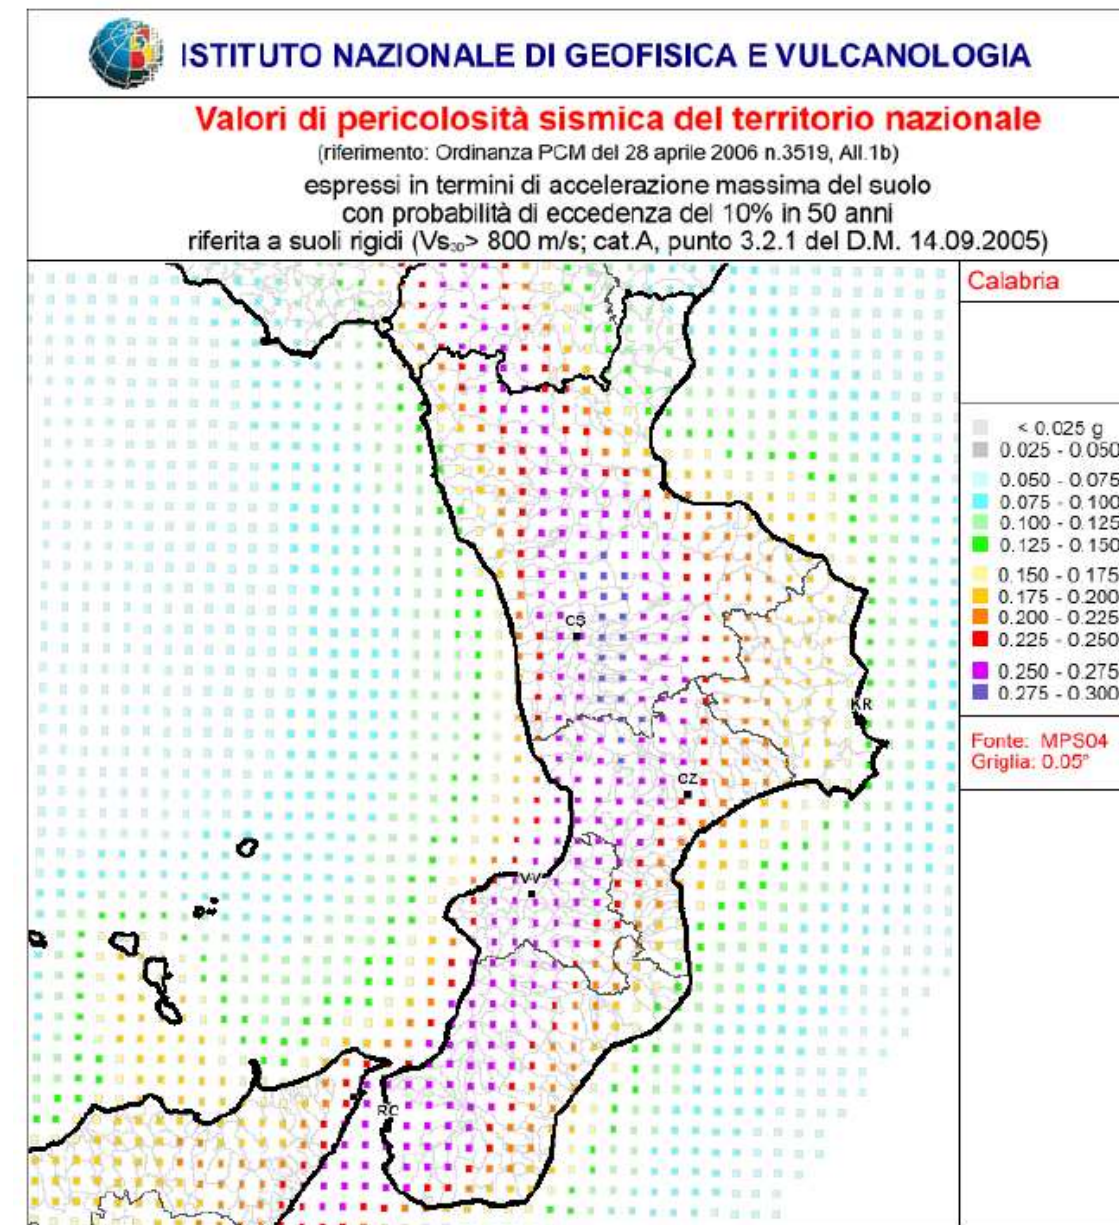 ISTITUTO NAZIONALE DI GEOFISICA E VULCANOLOGIA
Valori di pericolosità sismica del territorio nazionale
(riferimento: Ordinanza PCM del 28 aprile 2006 n.3519, All.1b)
espressi in termini di accelerazione massima del suolo
con probabilità di eccedenza del 10% in 50 anni
riferita a suoli rigidi (Vs₃₀> 800 m/s; cat.A, punto 3.2.1 del D.M. 14.09.2005)
Calabria
< 0.025 g
0.025 - 0.050
0.050 - 0.075
0.075 - 0.100
0.100 - 0.125
0.125 - 0.150
0.150 - 0.175
0.175 - 0.200
0.200 - 0.225
0.225 - 0.250
0.250 - 0.275
0.275 - 0.300
Fonte: MPS04
Griglia: 0.05°
CS
KR
CZ
VV
RC